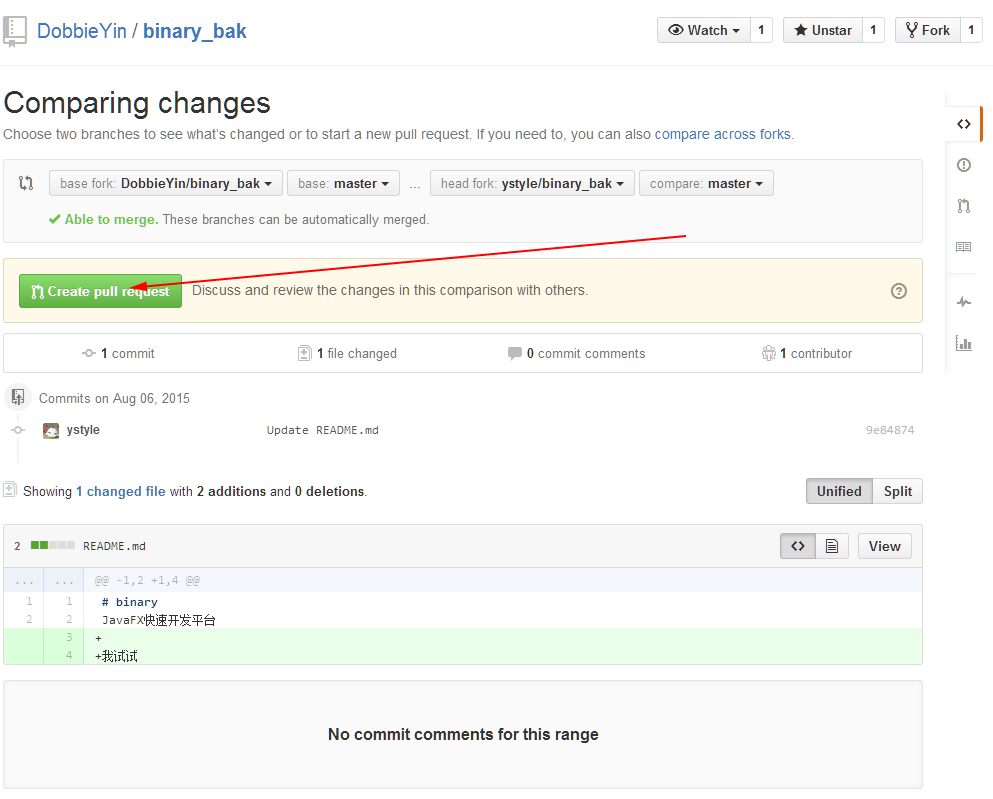 DobbieYin / binary_bak
Watch 1 Unstar 1 Fork 1
Comparing changes
Choose two branches to see what's changed or to start a new pull request. If you need to, you can also compare across forks.
base fork: DobbieYin/binary_bak base: master ... head fork: ystyle/binary_bak compare: master
Able to merge. These branches can be automatically merged.
Create pull request Discuss and review the changes in this comparison with others.
1 commit 1 file changed 0 commit comments 1 contributor
Commits on Aug 06, 2015
ystyle Update README.md 9e84874
Showing 1 changed file with 2 additions and 0 deletions.
Unified Split
2 README.md View
... ... @@ -1,2 +1,4 @@
1 1 # binary
2 2 JavaFX快速开发平台
3 +
4 +我试试
No commit comments for this range